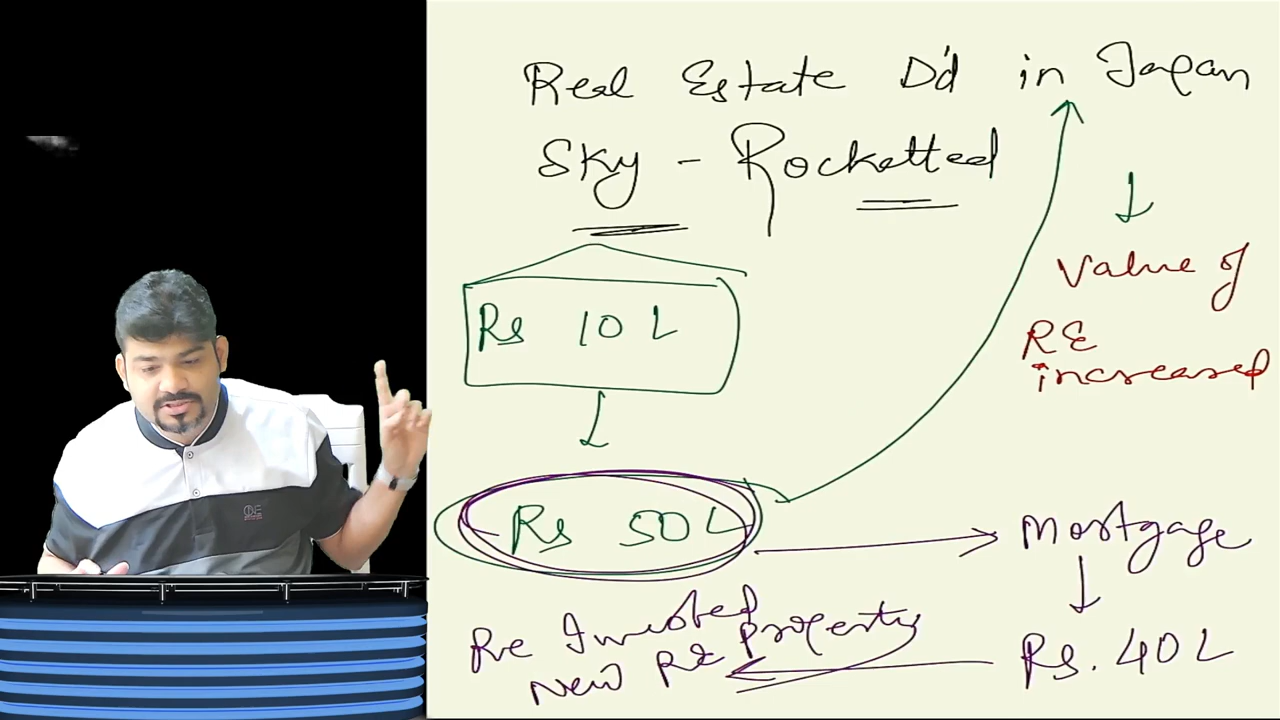 Real Estate D'd in Japan
Sky - Rocketted
Rs 10 L
Value of
RE
increased
Rs 50 L
Mortgage
Rs. 40 L
Re Invested
New RE Property